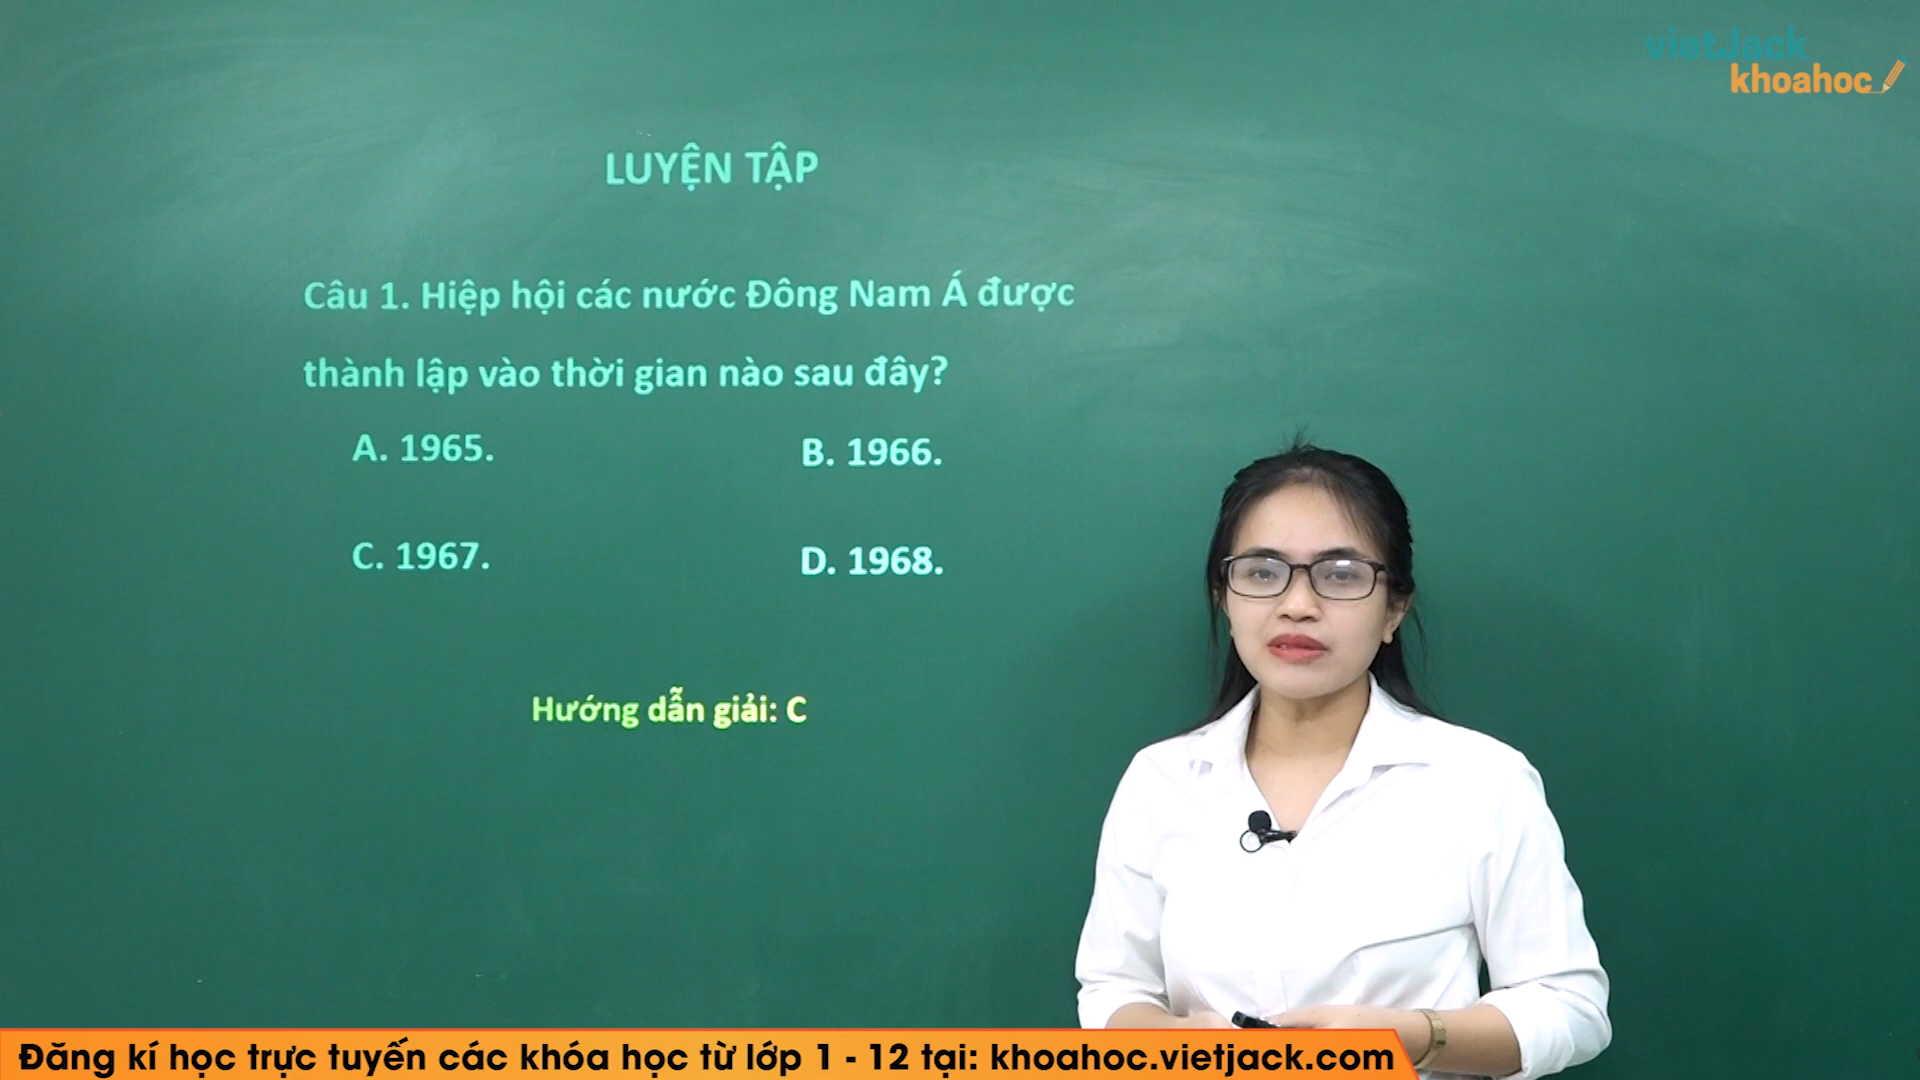 vietJack
khoahoc
LUYỆN TẬP
Câu 1. Hiệp hội các nước Đông Nam Á được
thành lập vào thời gian nào sau đây?
A. 1965. B. 1966.
C. 1967. D. 1968.
Hướng dẫn giải: C
Đăng kí học trực tuyến các khóa học từ lớp 1 - 12 tại: khoahoc.vietjack.com